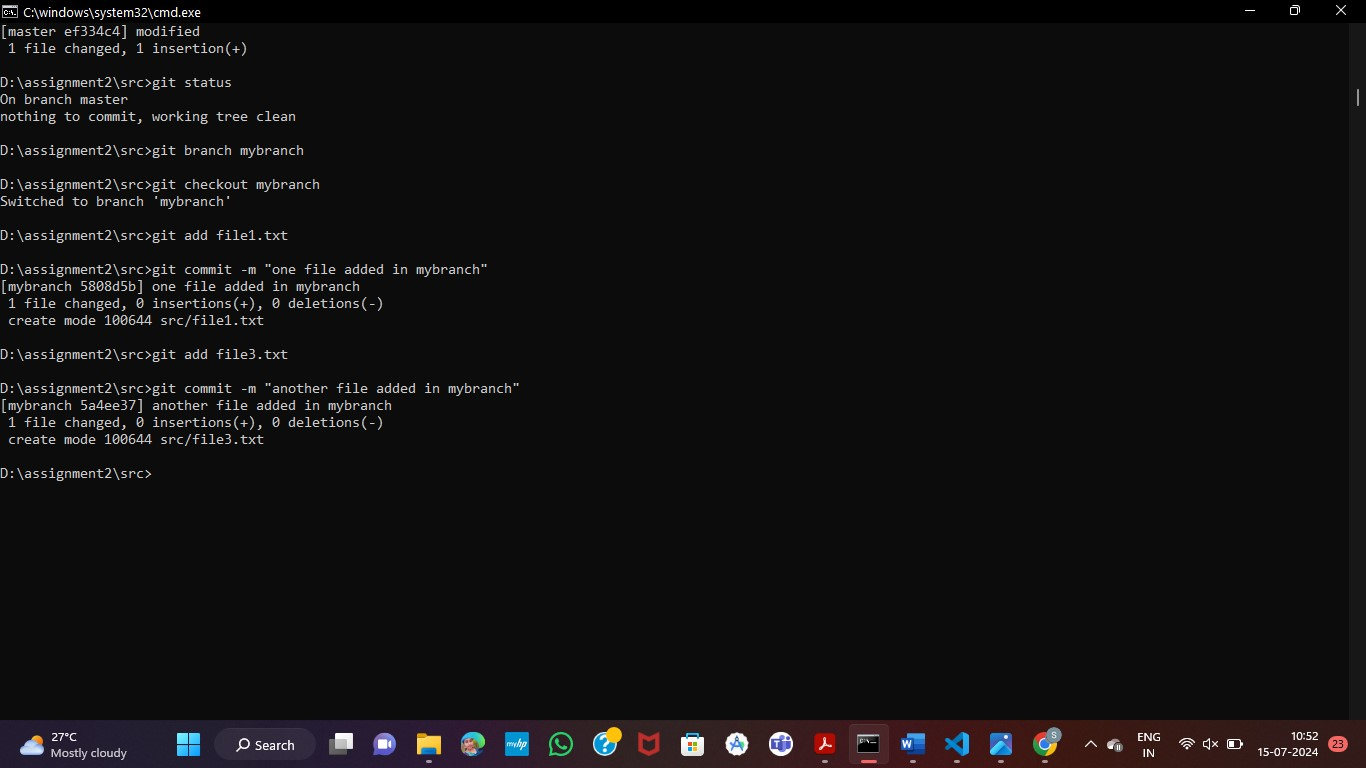 C:\windows\system32\cmd.exe
[master ef334c4] modified
 1 file changed, 1 insertion(+)
D:\assignment2\src>git status
On branch master
nothing to commit, working tree clean
D:\assignment2\src>git branch mybranch
D:\assignment2\src>git checkout mybranch
Switched to branch 'mybranch'
D:\assignment2\src>git add file1.txt
D:\assignment2\src>git commit -m "one file added in mybranch"
[mybranch 5808d5b] one file added in mybranch
 1 file changed, 0 insertions(+), 0 deletions(-)
 create mode 100644 src/file1.txt
D:\assignment2\src>git add file3.txt
D:\assignment2\src>git commit -m "another file added in mybranch"
[mybranch 5a4ee37] another file added in mybranch
 1 file changed, 0 insertions(+), 0 deletions(-)
 create mode 100644 src/file3.txt
D:\assignment2\src>
27°C
Mostly cloudy
Search
myhp
S
ENG
IN
10:52
15-07-2024
23